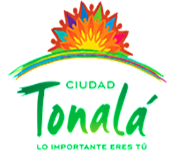 CIUDAD
Tonalá
LO IMPORTANTE ERES TÚ